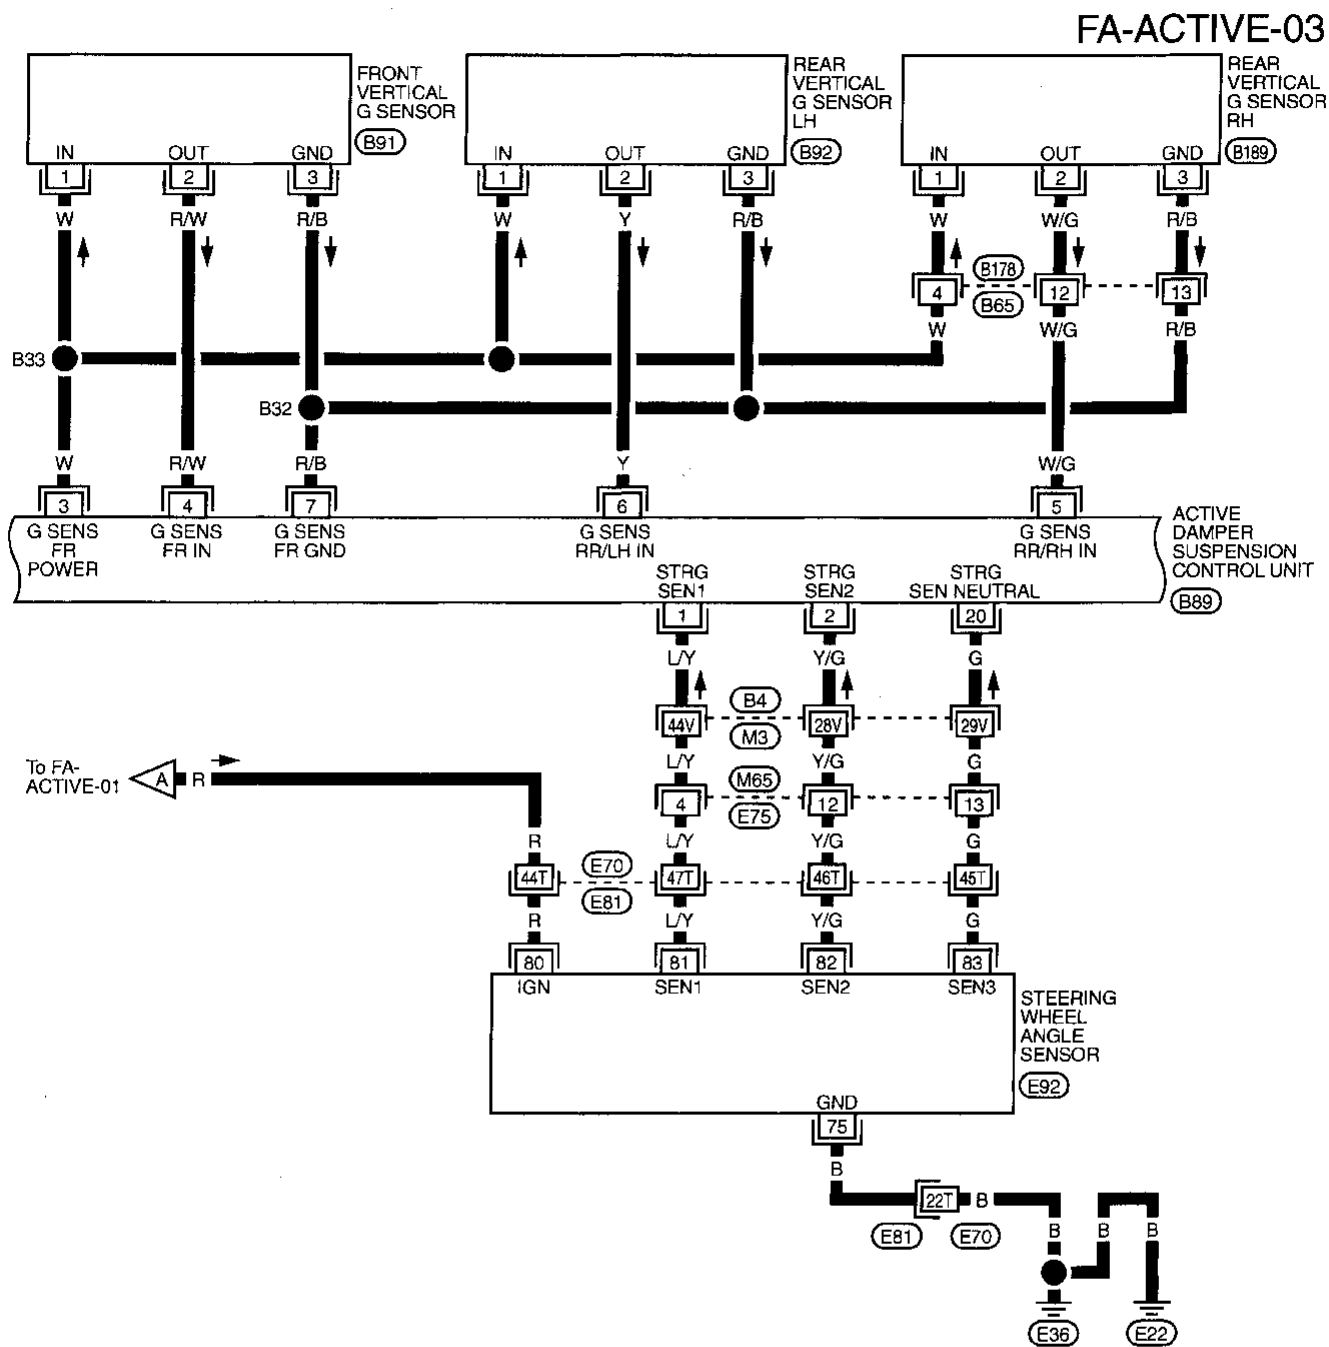 FA-ACTIVE-03
FRONT
VERTICAL
G SENSOR
B91
REAR
VERTICAL
G SENSOR
LH
B92
REAR
VERTICAL
G SENSOR
RH
B189
IN OUT GND IN OUT GND IN OUT GND
1 2 3 1 2 3 1 2 3
W R/W R/B W Y R/B W W/G R/B
B178
4 12 13
B65
W W/G R/B
B33
B32
W R/W R/B Y W/G
3 4 7 6 5
G SENS
FR
POWER
G SENS
FR IN
G SENS
FR GND
G SENS
RR/LH IN
G SENS
RR/RH IN
ACTIVE
DAMPER
SUSPENSION
CONTROL UNIT
B89
STRG
SEN1
STRG
SEN2
STRG
SEN NEUTRAL
1 2 20
L/Y Y/G G
B4
44V 28V 29V
M3
L/Y Y/G G
To FA-
ACTIVE-01
A R
M65
4 12 13
E75
R L/Y Y/G G
E70
44T 47T 46T 45T
E81
R L/Y Y/G G
80 81 82 83
IGN SEN1 SEN2 SEN3
STEERING
WHEEL
ANGLE
SENSOR
E92
GND
75
B
22T B
E81 E70
B B B
E36 E22